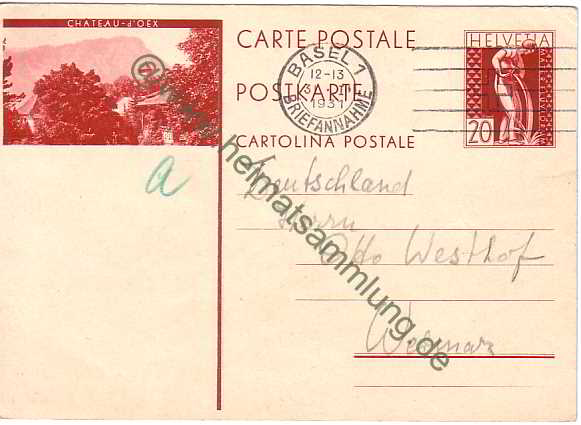 CHATEAU-d'OEX
CARTE POSTALE
HELVETIA
BASEL 1
12-13
1931
BRIEFANNAHME
POSTKARTE
CARTOLINA POSTALE
20
a
Deutschland
Herrn
Otto Westhof
Weimar
© www.heimatsammlung.de